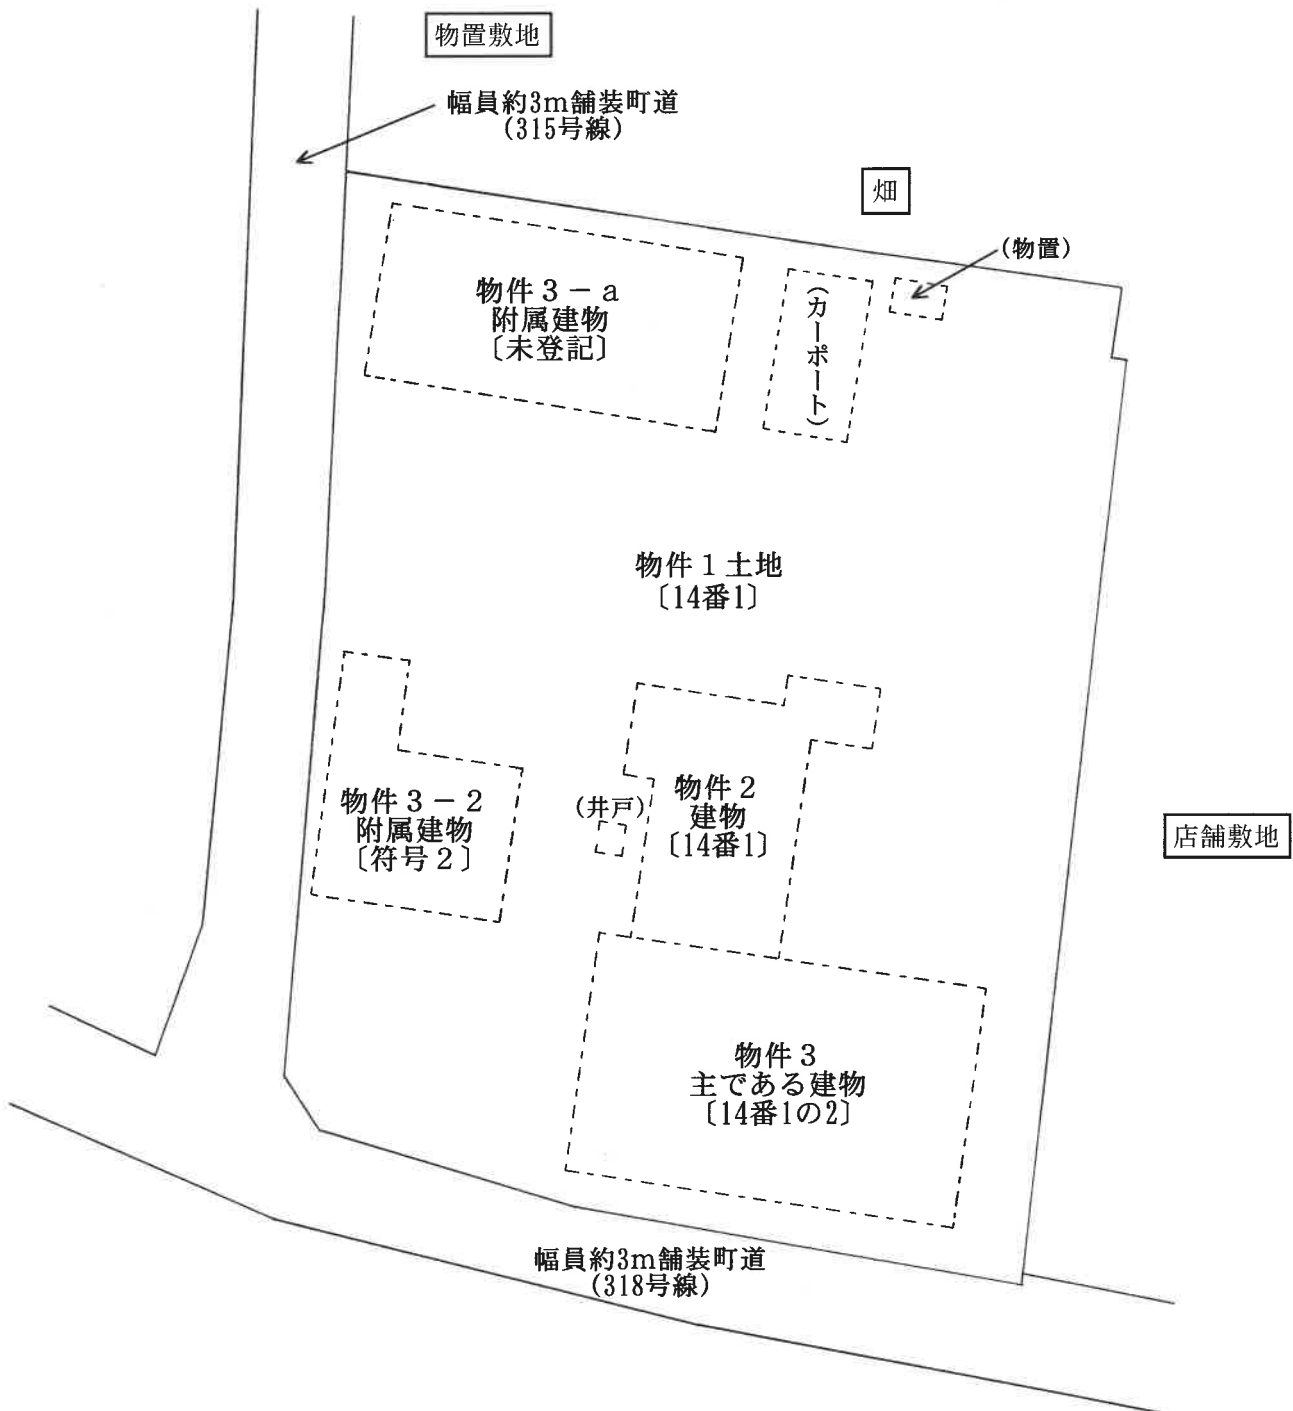 物置敷地
幅員約3m舗装町道
(315号線)
畑
(物置)
物件3－a
附属建物
〔未登記〕
(カーポート)
物件1土地
〔14番1〕
物件3－2
附属建物
〔符号2〕
(井戸)
物件2
建物
〔14番1〕
店舗敷地
物件3
主である建物
〔14番1の2〕
幅員約3m舗装町道
(318号線)